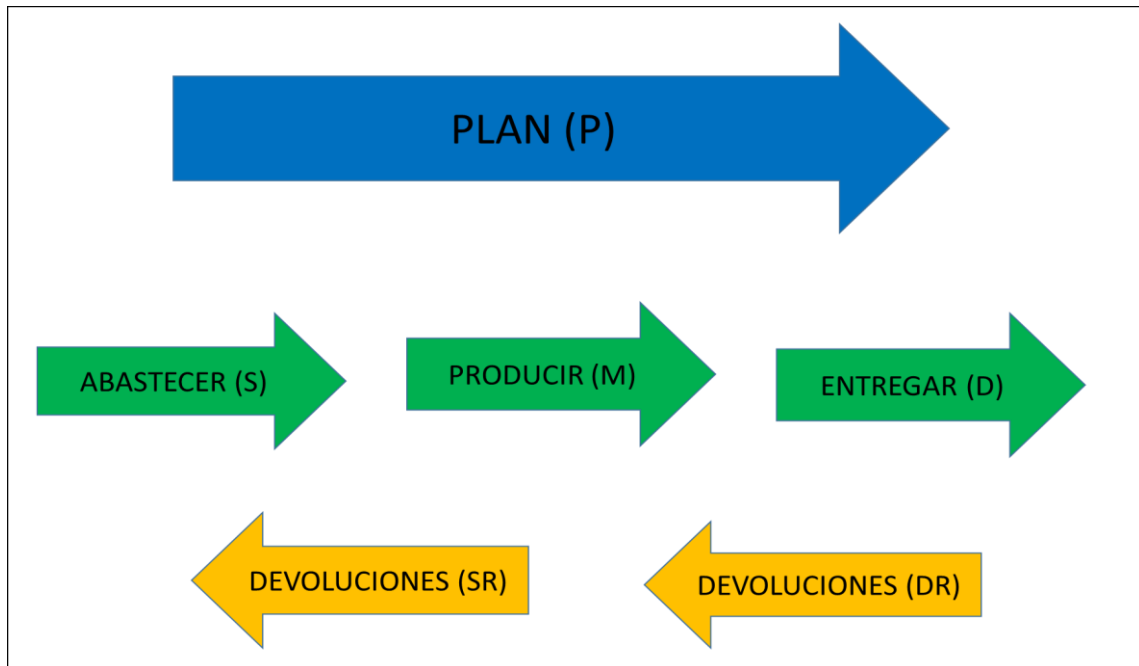 PLAN (P)
ABASTECER (S)
PRODUCIR (M)
ENTREGAR (D)
DEVOLUCIONES (SR)
DEVOLUCIONES (DR)